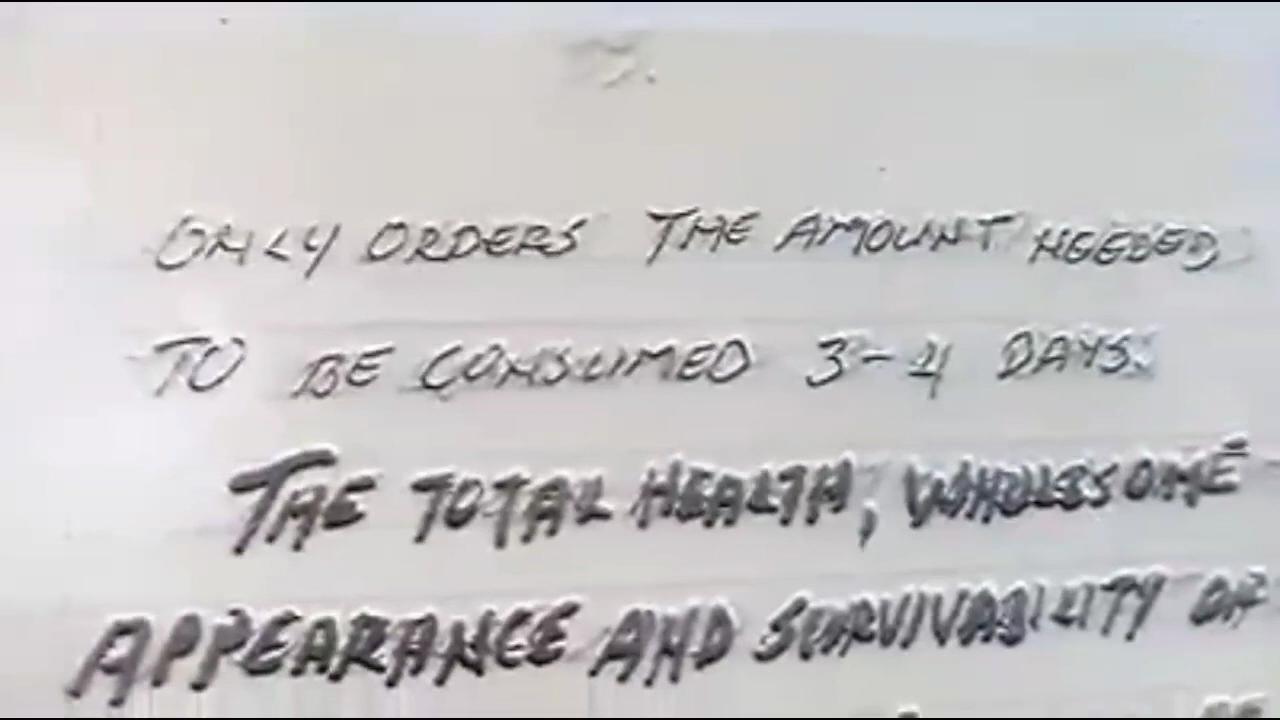 3.
ONLY ORDERS THE AMOUNT NEEDED
TO BE CONSUMED 3-4 DAYS.
THE TOTAL HEALTH, WHOLESOME
APPEARANCE AND SURVIVABILITY OF